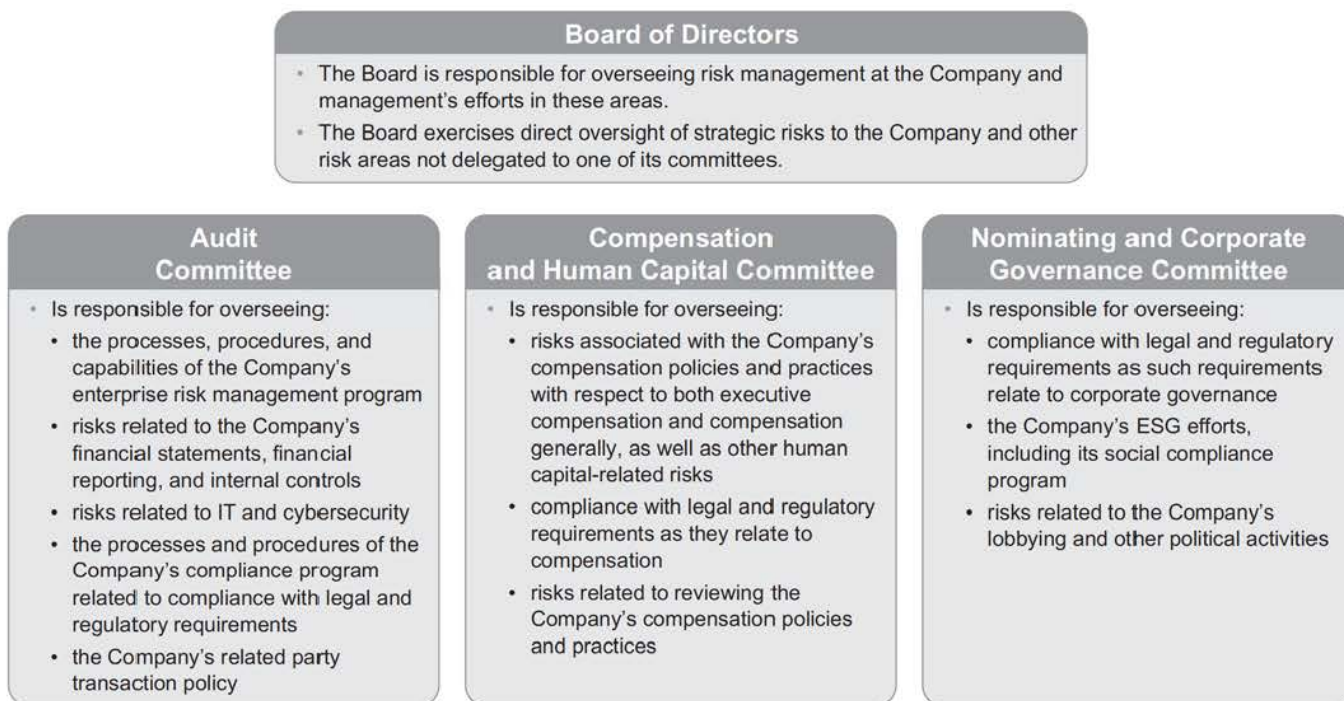 Board of Directors
• The Board is responsible for overseeing risk management at the Company and
management's efforts in these areas.
• The Board exercises direct oversight of strategic risks to the Company and other
risk areas not delegated to one of its committees.
Audit
Committee
• Is responsible for overseeing:
• the processes, procedures, and
capabilities of the Company's
enterprise risk management program
• risks related to the Company's
financial statements, financial
reporting, and internal controls
• risks related to IT and cybersecurity
• the processes and procedures of the
Company's compliance program
related to compliance with legal and
regulatory requirements
• the Company's related party
transaction policy
Compensation
and Human Capital Committee
• Is responsible for overseeing:
• risks associated with the Company's
compensation policies and practices
with respect to both executive
compensation and compensation
generally, as well as other human
capital-related risks
• compliance with legal and regulatory
requirements as they relate to
compensation
• risks related to reviewing the
Company's compensation policies
and practices
Nominating and Corporate
Governance Committee
• Is responsible for overseeing:
• compliance with legal and regulatory
requirements as such requirements
relate to corporate governance
• the Company's ESG efforts,
including its social compliance
program
• risks related to the Company's
lobbying and other political activities